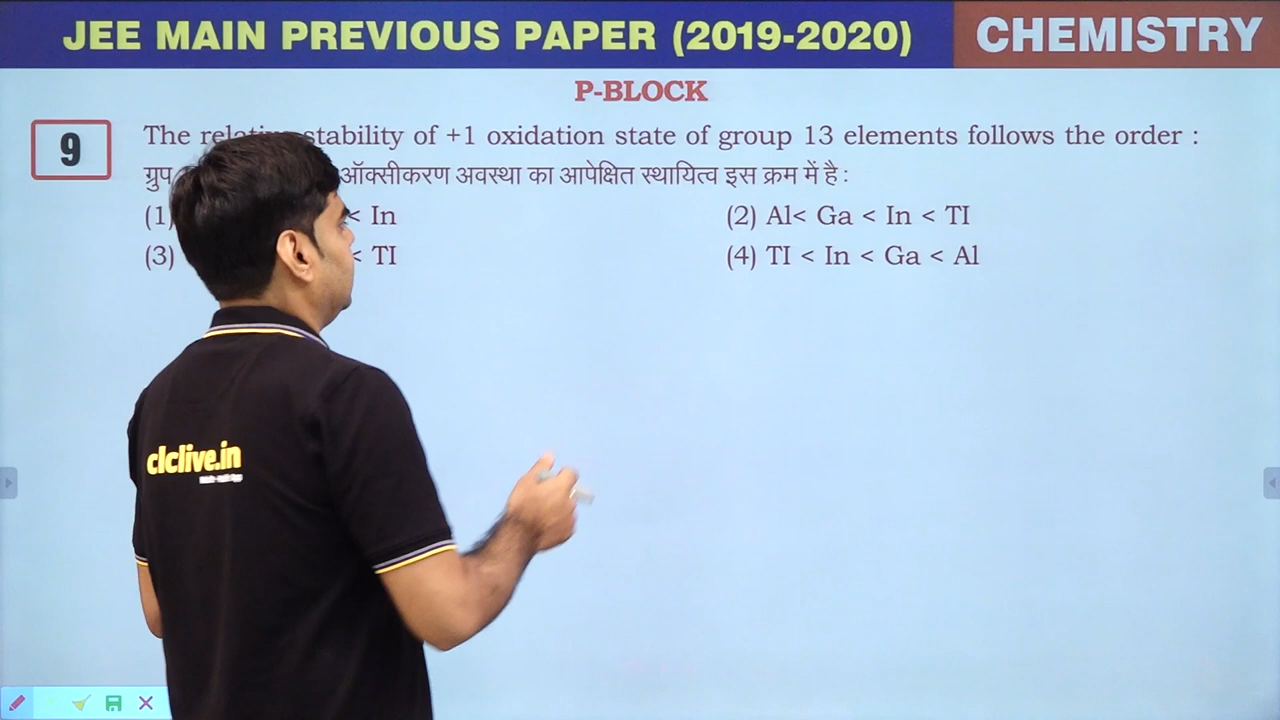 JEE MAIN PREVIOUS PAPER (2019-2020) CHEMISTRY
P-BLOCK
9
The stability of +1 oxidation state of group 13 elements follows the order :
ग्रुप ऑक्सीकरण अवस्था का आपेक्षित स्थायित्व इस क्रम में है :
(1) < In (2) Al< Ga < In < TI
(3) < TI (4) TI < In < Ga < Al
clclive.in